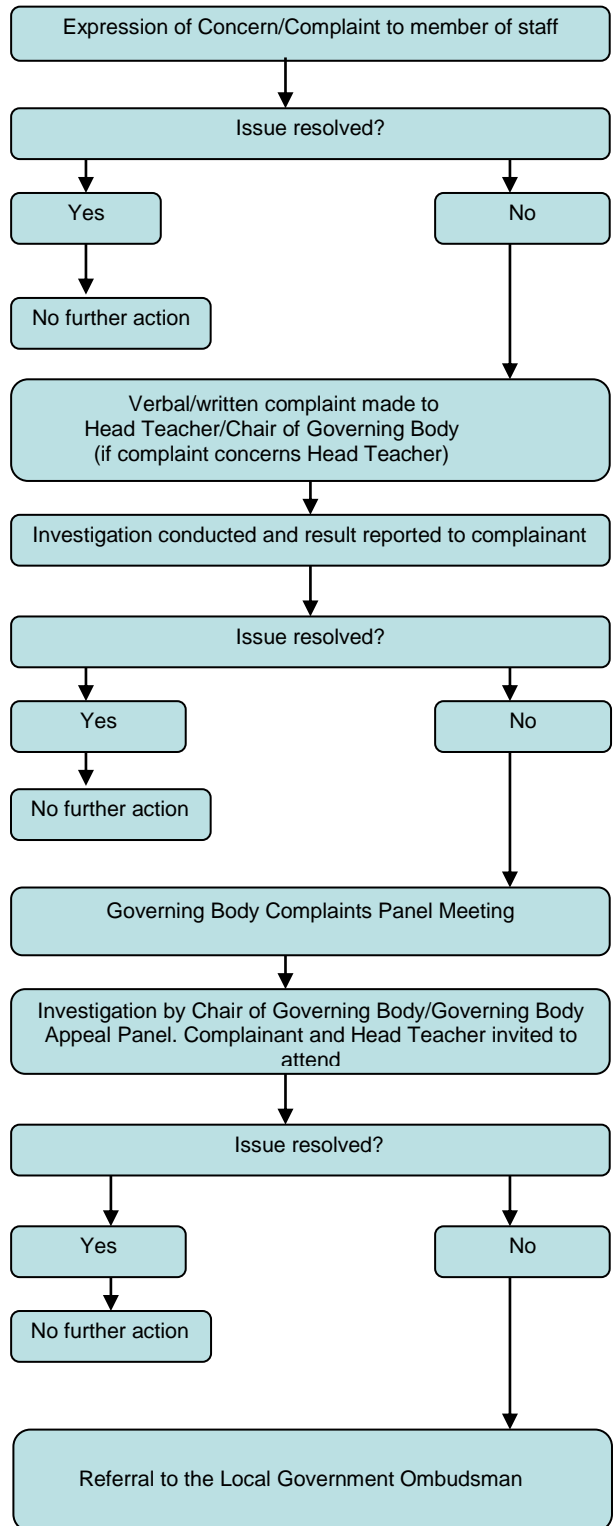 Expression of Concern/Complaint to member of staff
Issue resolved?
Yes
No
No further action
Verbal/written complaint made to
Head Teacher/Chair of Governing Body
(if complaint concerns Head Teacher)
Investigation conducted and result reported to complainant
Issue resolved?
Yes
No
No further action
Governing Body Complaints Panel Meeting
Investigation by Chair of Governing Body/Governing Body
Appeal Panel. Complainant and Head Teacher invited to
attend
Issue resolved?
Yes
No
No further action
Referral to the Local Government Ombudsman